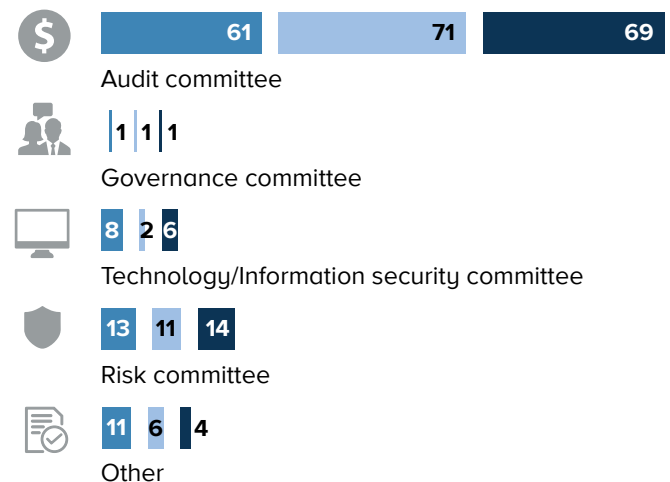 61 71 69
Audit committee
1 1 1
Governance committee
8 2 6
Technology/Information security committee
13 11 14
Risk committee
11 6 4
Other